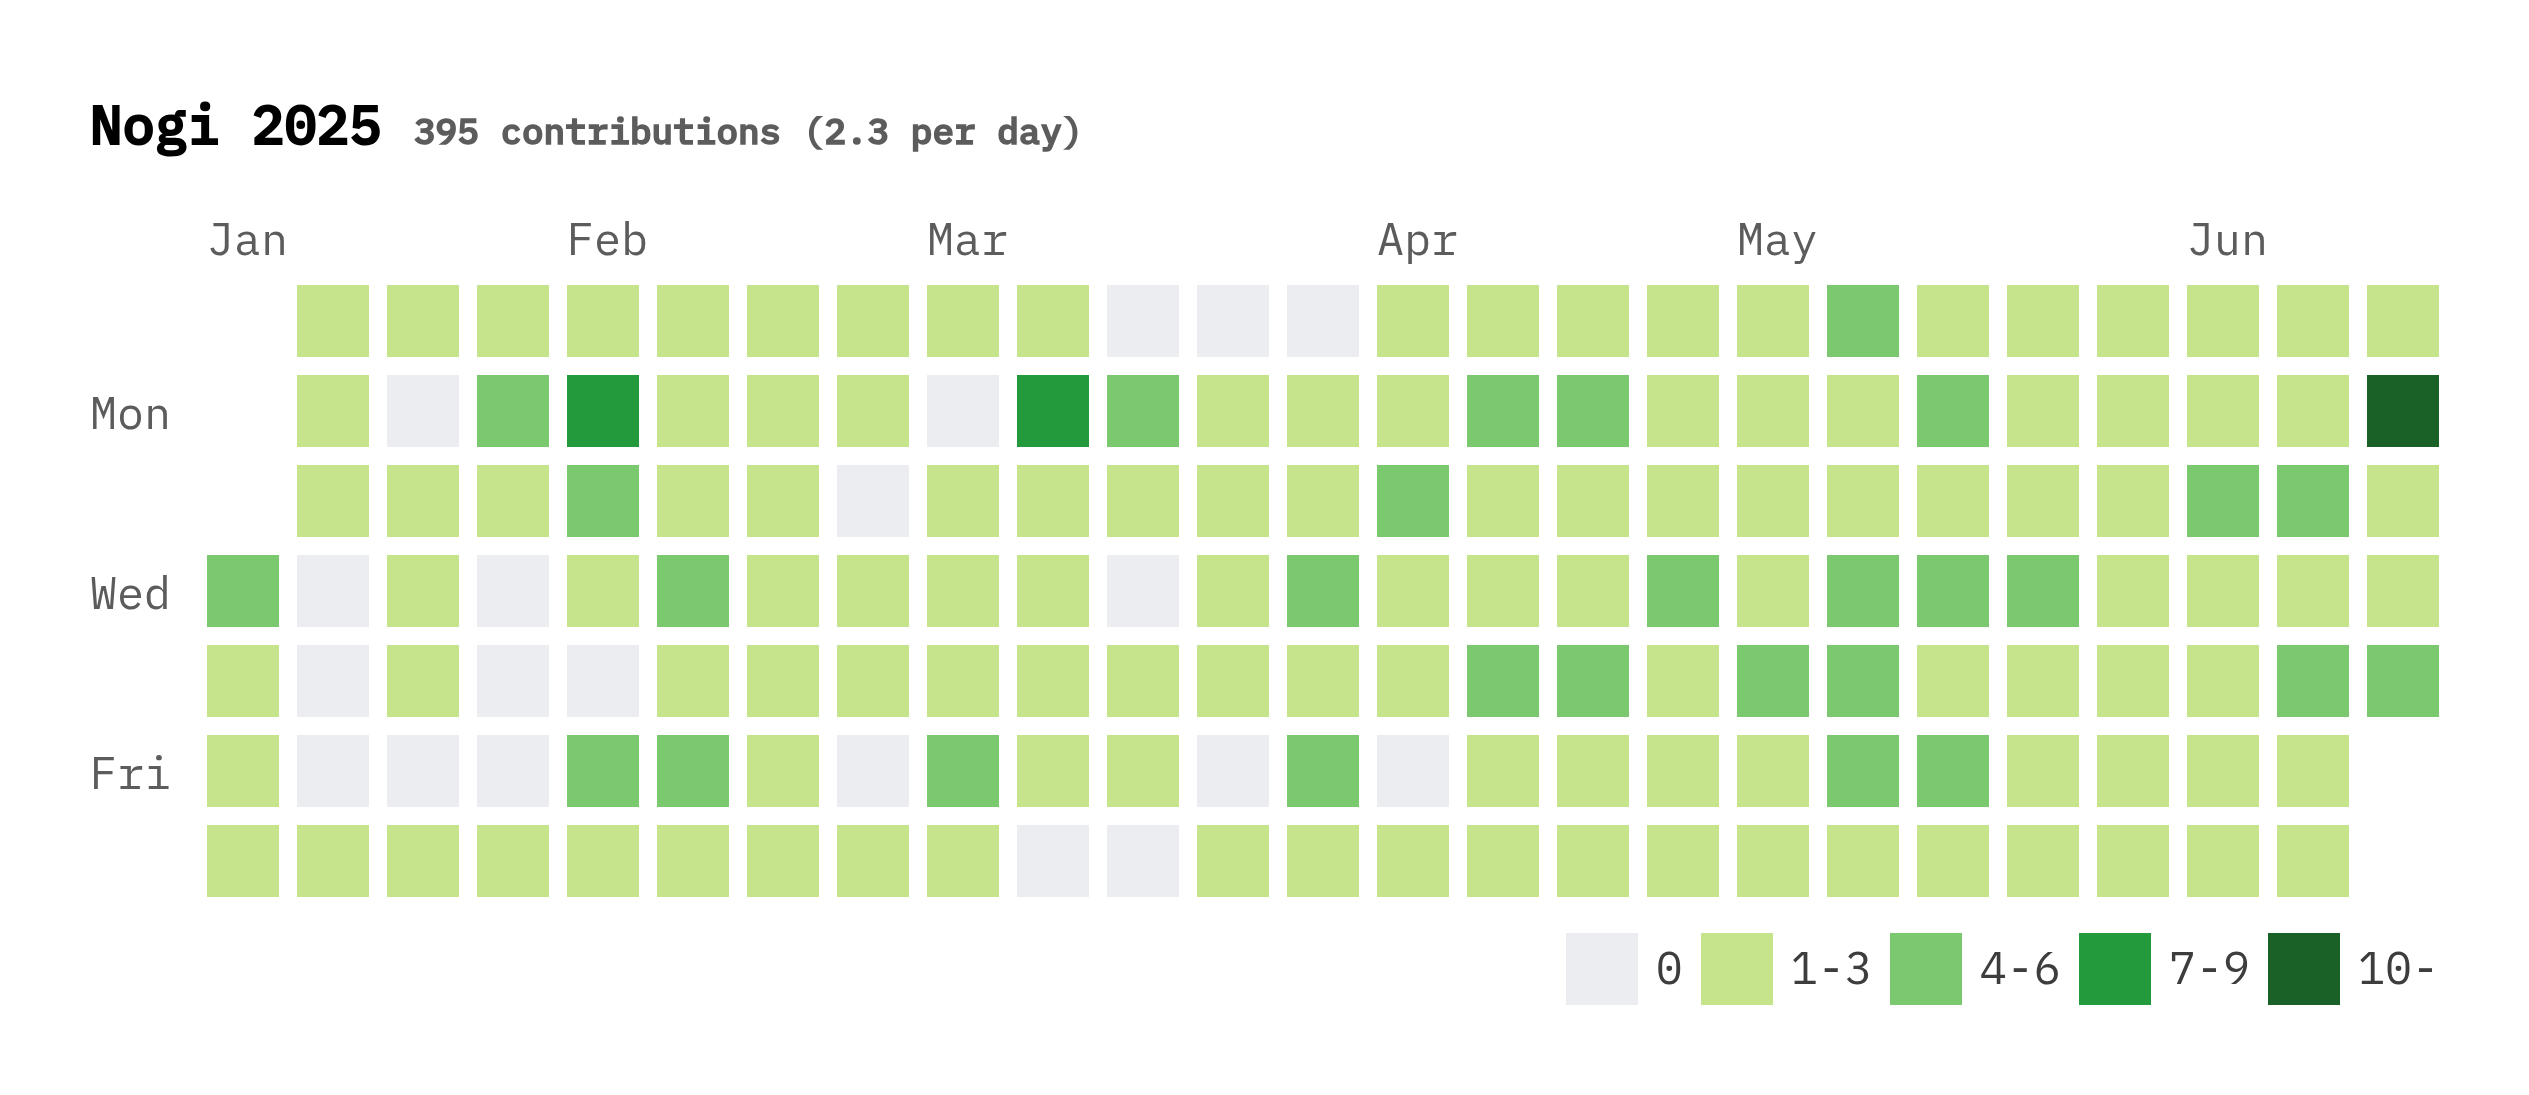 Nogi 2025 395 contributions (2.3 per day)
Jan Feb Mar Apr May Jun
Mon
Wed
Fri
0 1-3 4-6 7-9 10-